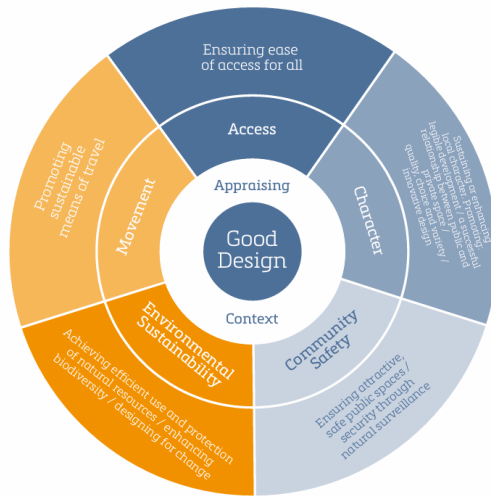 Ensuring ease
of access for all
Access
Sustaining or enhancing
local character. Promoting
legible development / a successful
relationship between public and
private space /
quality, choice and variety /
innovative design
Character
Community
Safety
Ensuring attractive,
safe public spaces /
security through
natural surveillance
Environmental
Sustainability
Achieving efficient use and protection
of natural resources / enhancing
biodiversity / designing for change
Movement
Promoting
sustainable
means of travel
Appraising
Good
Design
Context